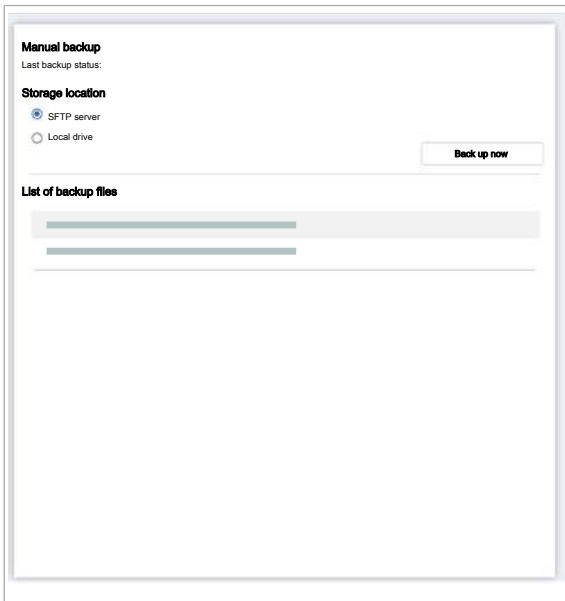 Manual backup
Last backup status:
Storage location
SFTP server
Local drive
Back up now
List of backup files